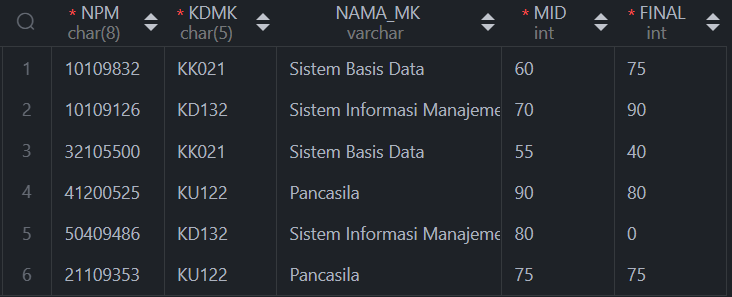 * NPM * KDMK NAMA_MK * MID * FINAL
char(8) char(5) varchar int int
1 10109832 KK021 Sistem Basis Data 60 75
2 10109126 KD132 Sistem Informasi Manajeme 70 90
3 32105500 KK021 Sistem Basis Data 55 40
4 41200525 KU122 Pancasila 90 80
5 50409486 KD132 Sistem Informasi Manajeme 80 0
6 21109353 KU122 Pancasila 75 75